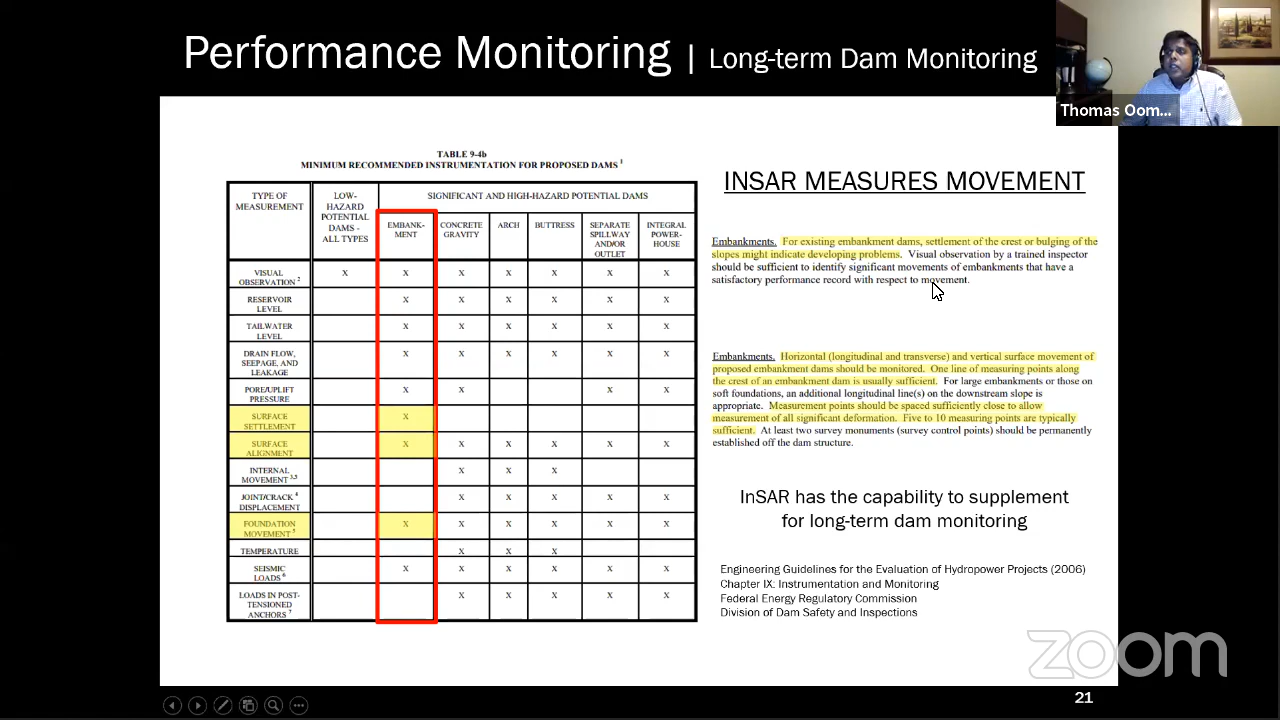 Performance Monitoring | Long-term Dam Monitoring
Thomas Oom...
TABLE 9-4b
MINIMUM RECOMMENDED INSTRUMENTATION FOR PROPOSED DAMS 1
TYPE OF MEASUREMENT
LOW-HAZARD POTENTIAL DAMS - ALL TYPES
SIGNIFICANT AND HIGH-HAZARD POTENTIAL DAMS
EMBANK-MENT
CONCRETE GRAVITY
ARCH
BUTTRESS
SEPARATE SPILLWAY AND/OR OUTLET
INTEGRAL POWER-HOUSE
VISUAL OBSERVATION 2 X X X X X X X
RESERVOIR LEVEL X X X X X X
TAILWATER LEVEL X X X X X X
DRAIN FLOW, SEEPAGE, AND LEAKAGE X X X X X X
PORE/UPLIFT PRESSURE X X X X
SURFACE SETTLEMENT X
SURFACE ALIGNMENT X X X X X X
INTERNAL MOVEMENT 3,5 X X X
JOINT/CRACK 4 DISPLACEMENT X X X X X
FOUNDATION MOVEMENT 5 X X X X X X
TEMPERATURE X X X
SEISMIC LOADS 6 X X X X X X
LOADS IN POST-TENSIONED ANCHORS 7 X X X X X
INSAR MEASURES MOVEMENT
Embankments. For existing embankment dams, settlement of the crest or bulging of the
slopes might indicate developing problems. Visual observation by a trained inspector
should be sufficient to identify significant movements of embankments that have a
satisfactory performance record with respect to movement.
Embankments. Horizontal (longitudinal and transverse) and vertical surface movement of
proposed embankment dams should be monitored. One line of measuring points along
the crest of an embankment dam is usually sufficient. For large embankments or those on
soft foundations, an additional longitudinal line(s) on the downstream slope is
appropriate. Measurement points should be spaced sufficiently close to allow
measurement of all significant deformation. Five to 10 measuring points are typically
sufficient. At least two survey monuments (survey control points) should be permanently
established off the dam structure.
InSAR has the capability to supplement
for long-term dam monitoring
Engineering Guidelines for the Evaluation of Hydropower Projects (2006)
Chapter IX: Instrumentation and Monitoring
Federal Energy Regulatory Commission
Division of Dam Safety and Inspections
zoom
21